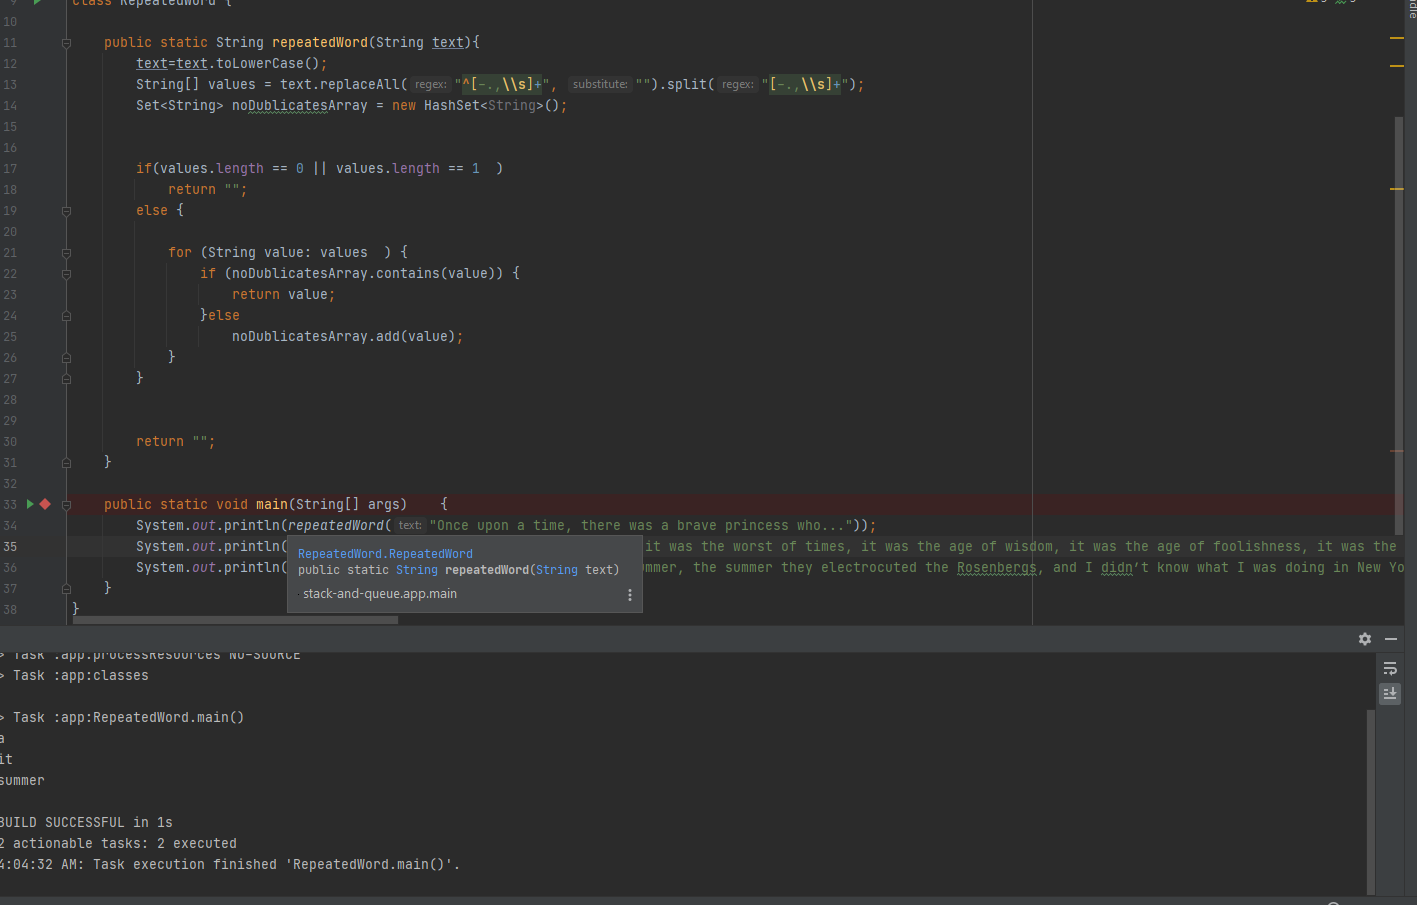 9 class RepeatedWord {
10
11 public static String repeatedWord(String text){
12 text=text.toLowerCase();
13 String[] values = text.replaceAll( regex: "^[-.,\\s]+", substitute: "").split( regex: "[-.,\\s]+");
14 Set<String> noDublicatesArray = new HashSet<String>();
15
16
17 if(values.length == 0 || values.length == 1 )
18 return "";
19 else {
20
21 for (String value: values ) {
22 if (noDublicatesArray.contains(value)) {
23 return value;
24 }else
25 noDublicatesArray.add(value);
26 }
27 }
28
29
30 return "";
31 }
32
33 public static void main(String[] args) {
34 System.out.println(repeatedWord( text: "Once upon a time, there was a brave princess who..."));
35 System.out.println( it was the worst of times, it was the age of wisdom, it was the age of foolishness, it was the
36 System.out.println( mmer, the summer they electrocuted the Rosenbergs, and I didn’t know what I was doing in New Yo
37 }
38 }
RepeatedWord.RepeatedWord
public static String repeatedWord(String text)
stack-and-queue.app.main
> Task :app:processResources NO-SOURCE
> Task :app:classes
> Task :app:RepeatedWord.main()
a
it
summer
BUILD SUCCESSFUL in 1s
2 actionable tasks: 2 executed
4:04:32 AM: Task execution finished 'RepeatedWord.main()'.